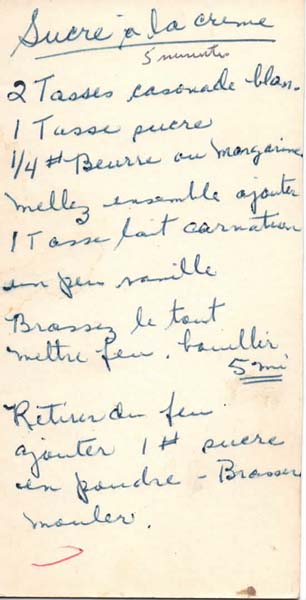 Sucre à la creme
5 minutes
2 Tasses casonade blan.
1 Tasse sucre
1/4 # Beurre ou margarine
mellez ensemble ajouter
1 Tasse lait carnation
un peu vanille
Brassez le tout
mettre feu, bouillir
5 mi
Retirer du feu
ajouter 1 # sucre
en poudre - Brasser
mouler.